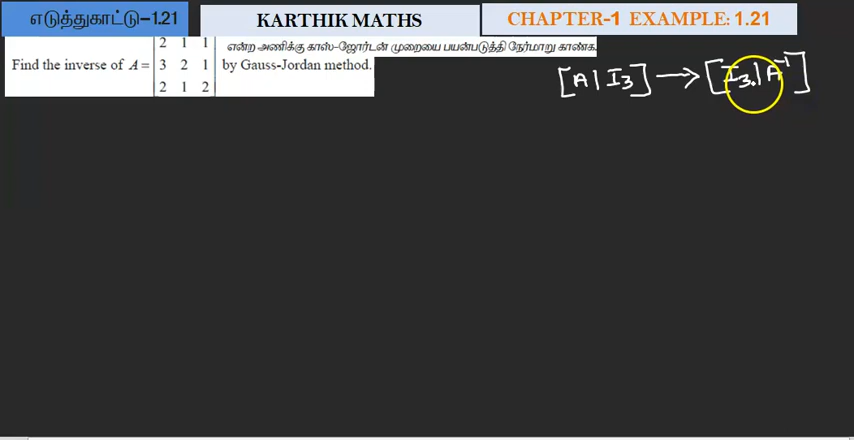 எடுத்துகாட்டு-1.21
KARTHIK MATHS
CHAPTER-1 EXAMPLE: 1.21
Find the inverse of A =
2 1 1
3 2 1
2 1 2
என்ற அணிக்கு காஸ்-ஜோர்டன் முறையை பயன்படுத்தி நேர்மாறு காண்க.
by Gauss-Jordan method.
[A | I₃] → [I₃ | A⁻¹]